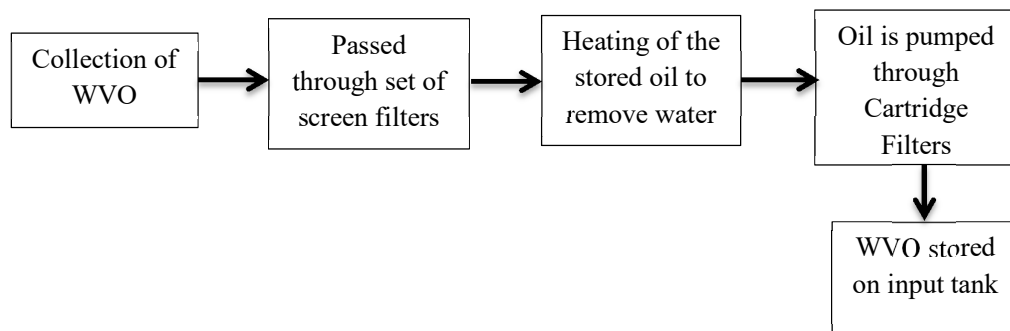 Collection of
WVO
Passed
through set of
screen filters
Heating of the
stored oil to
remove water
Oil is pumped
through
Cartridge
Filters
WVO stored
on input tank